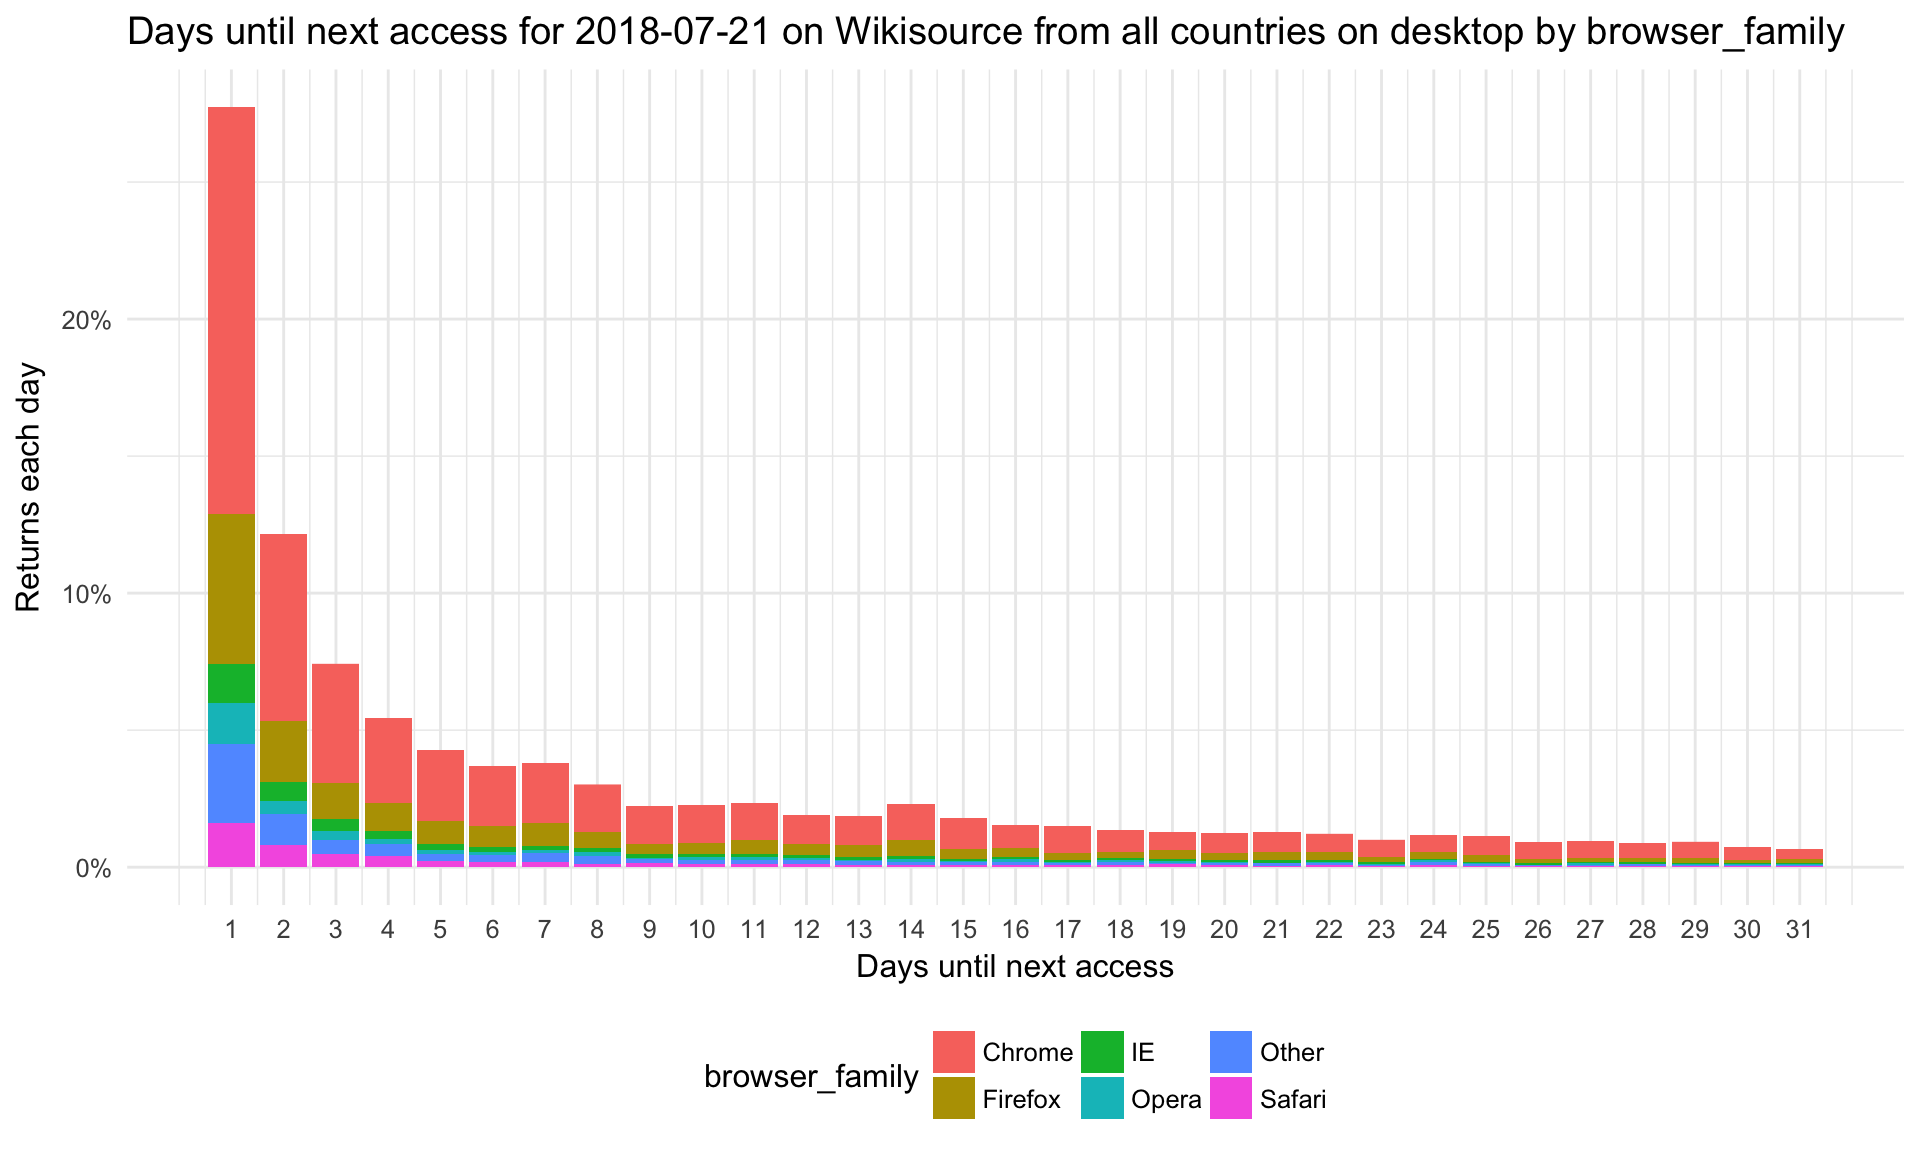 Days until next access for 2018-07-21 on Wikisource from all countries on desktop by browser_family
Returns each day
20%
10%
0%
1 2 3 4 5 6 7 8 9 10 11 12 13 14 15 16 17 18 19 20 21 22 23 24 25 26 27 28 29 30 31
Days until next access
browser_family
Chrome IE Other
Firefox Opera Safari